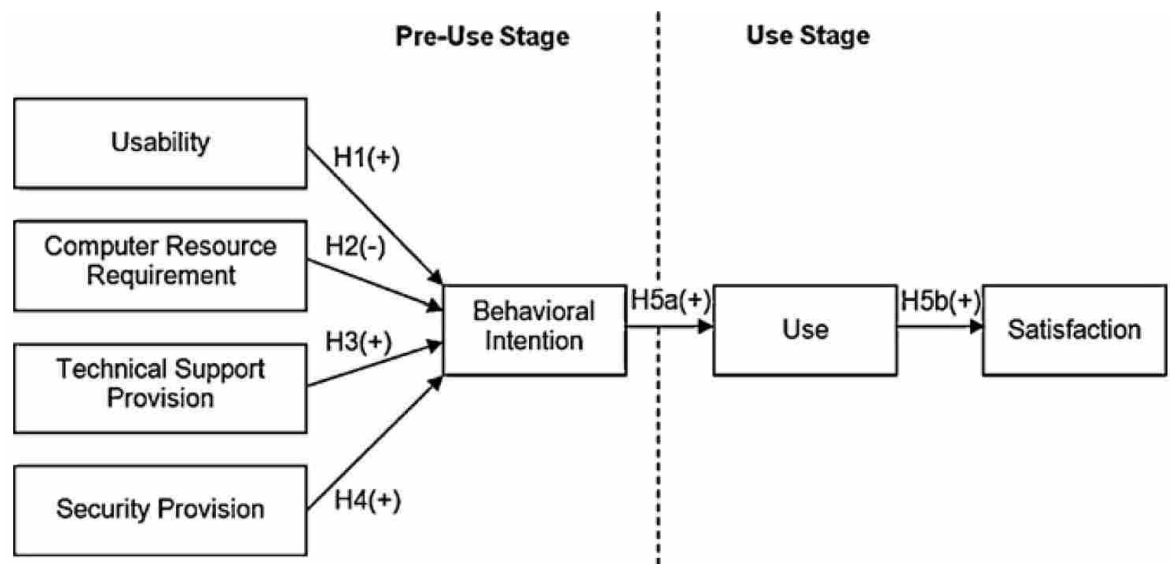 Pre-Use Stage
Use Stage
Usability
H1(+)
Computer Resource
Requirement
H2(-)
Technical Support
Provision
H3(+)
Security Provision
H4(+)
Behavioral
Intention
H5a(+)
Use
H5b(+)
Satisfaction